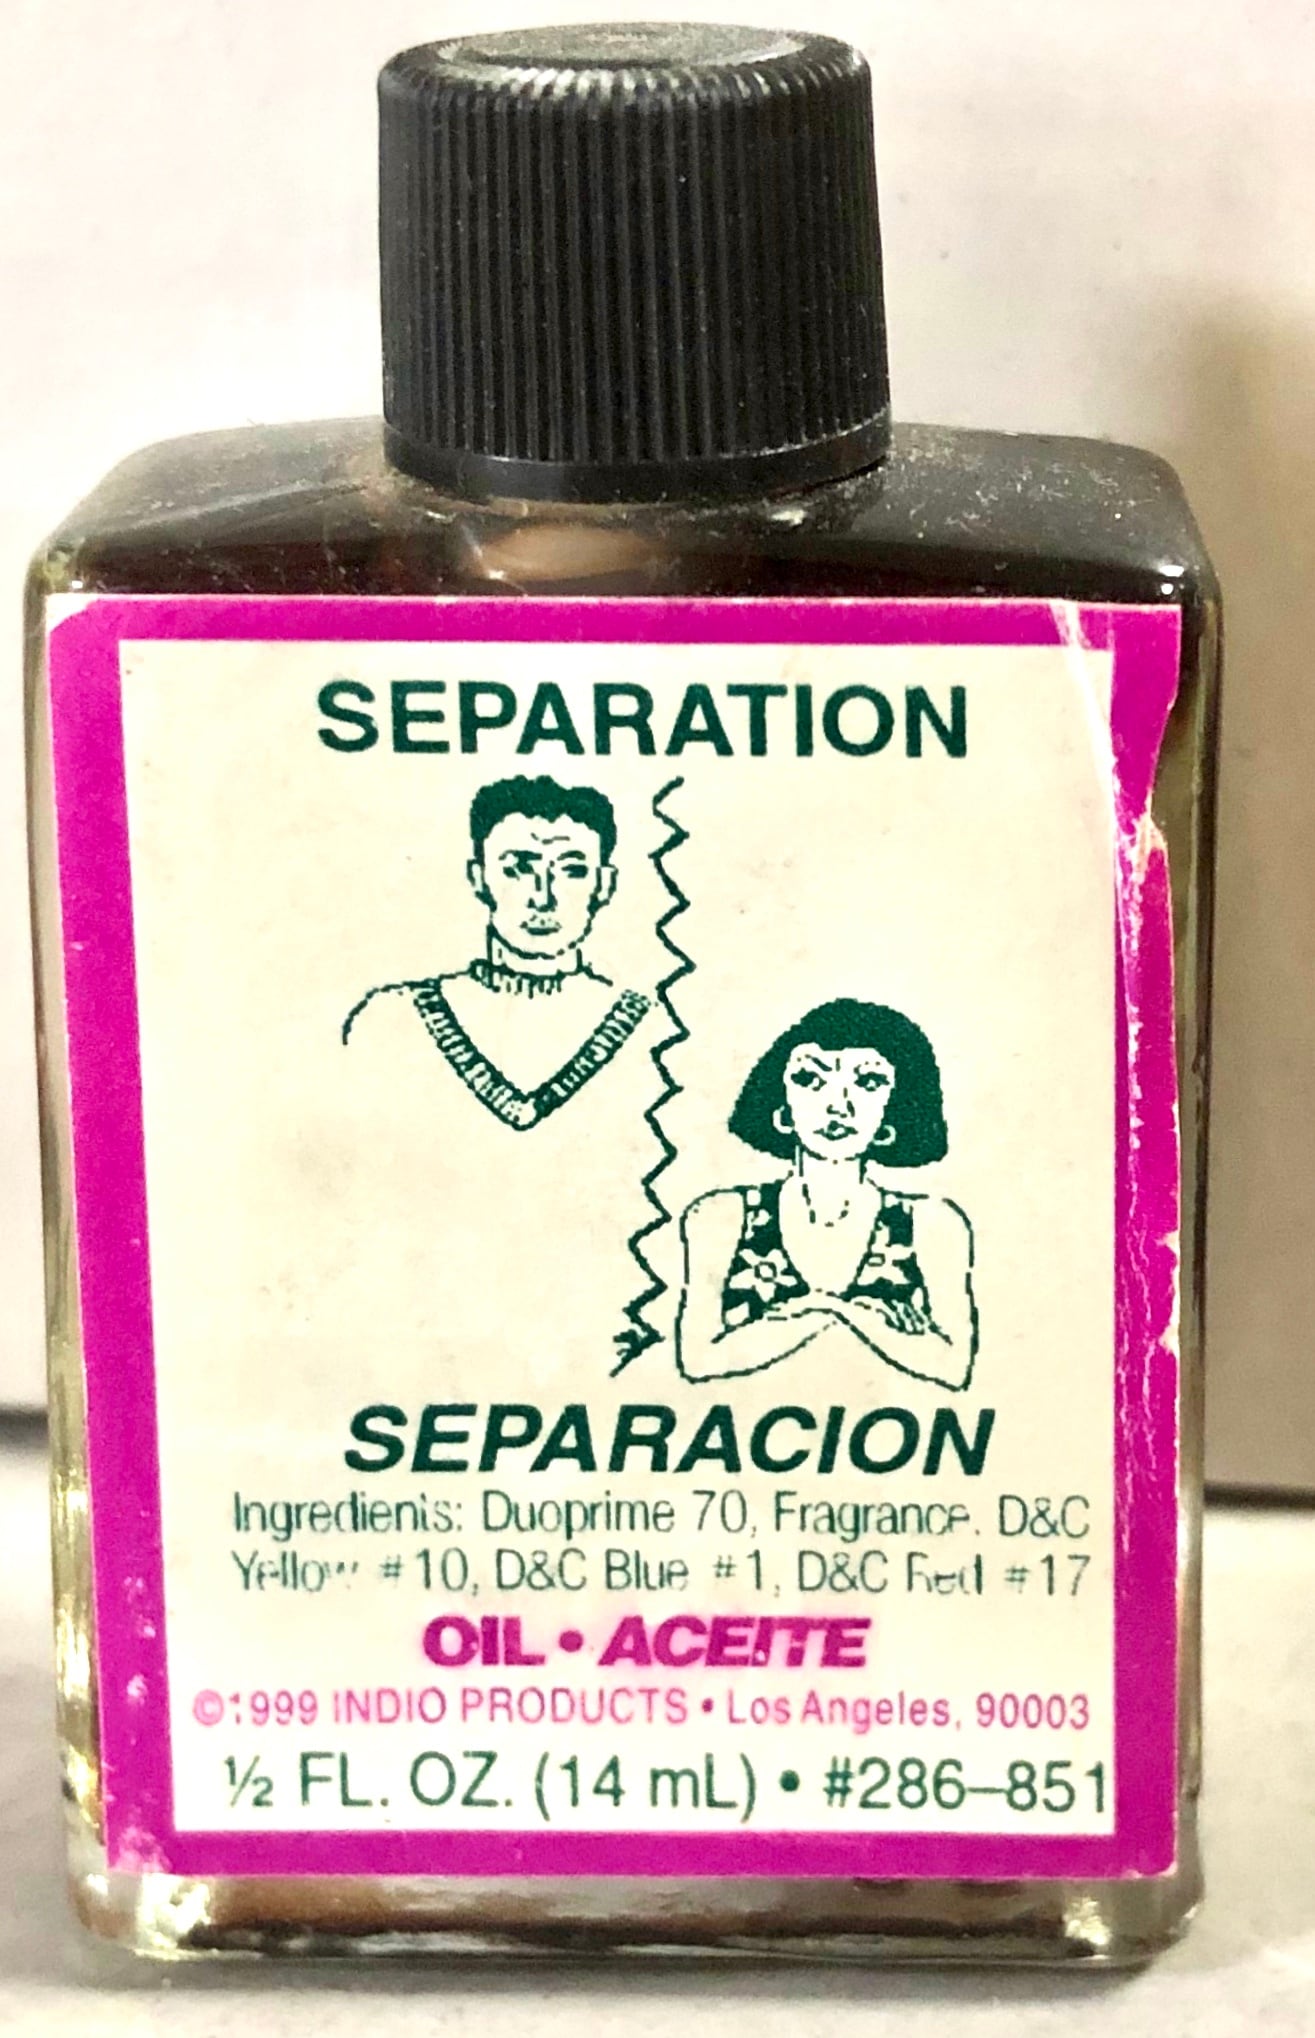 SEPARATION
SEPARACION
Ingredients: Duoprime 70, Fragrance. D&C
Yellow #10, D&C Blue #1, D&C Red #17
OIL • ACEITE
©1999 INDIO PRODUCTS • Los Angeles, 90003
½ FL. OZ. (14 mL) • #286–851